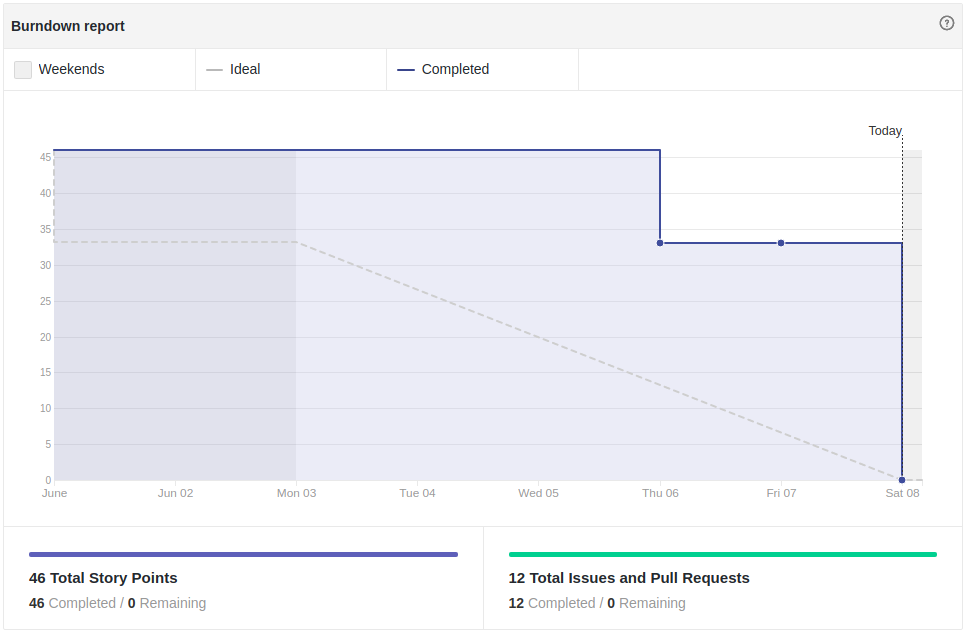 Burndown report
Weekends
Ideal
Completed
Today
45
40
35
30
25
20
15
10
5
0
June Jun 02 Mon 03 Tue 04 Wed 05 Thu 06 Fri 07 Sat 08
46 Total Story Points
46 Completed / 0 Remaining
12 Total Issues and Pull Requests
12 Completed / 0 Remaining